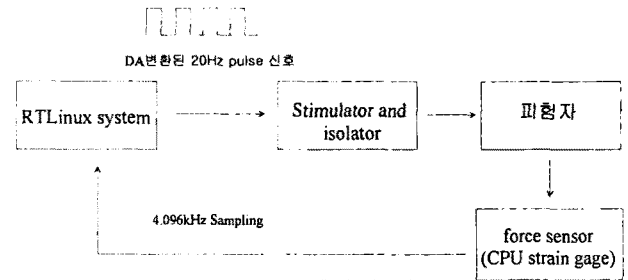 DA변환된 20Hz pulse 신호
RTLinux system
Stimulator and
isolator
피험자
4.096kHz Sampling
force sensor
(CPU strain gage)